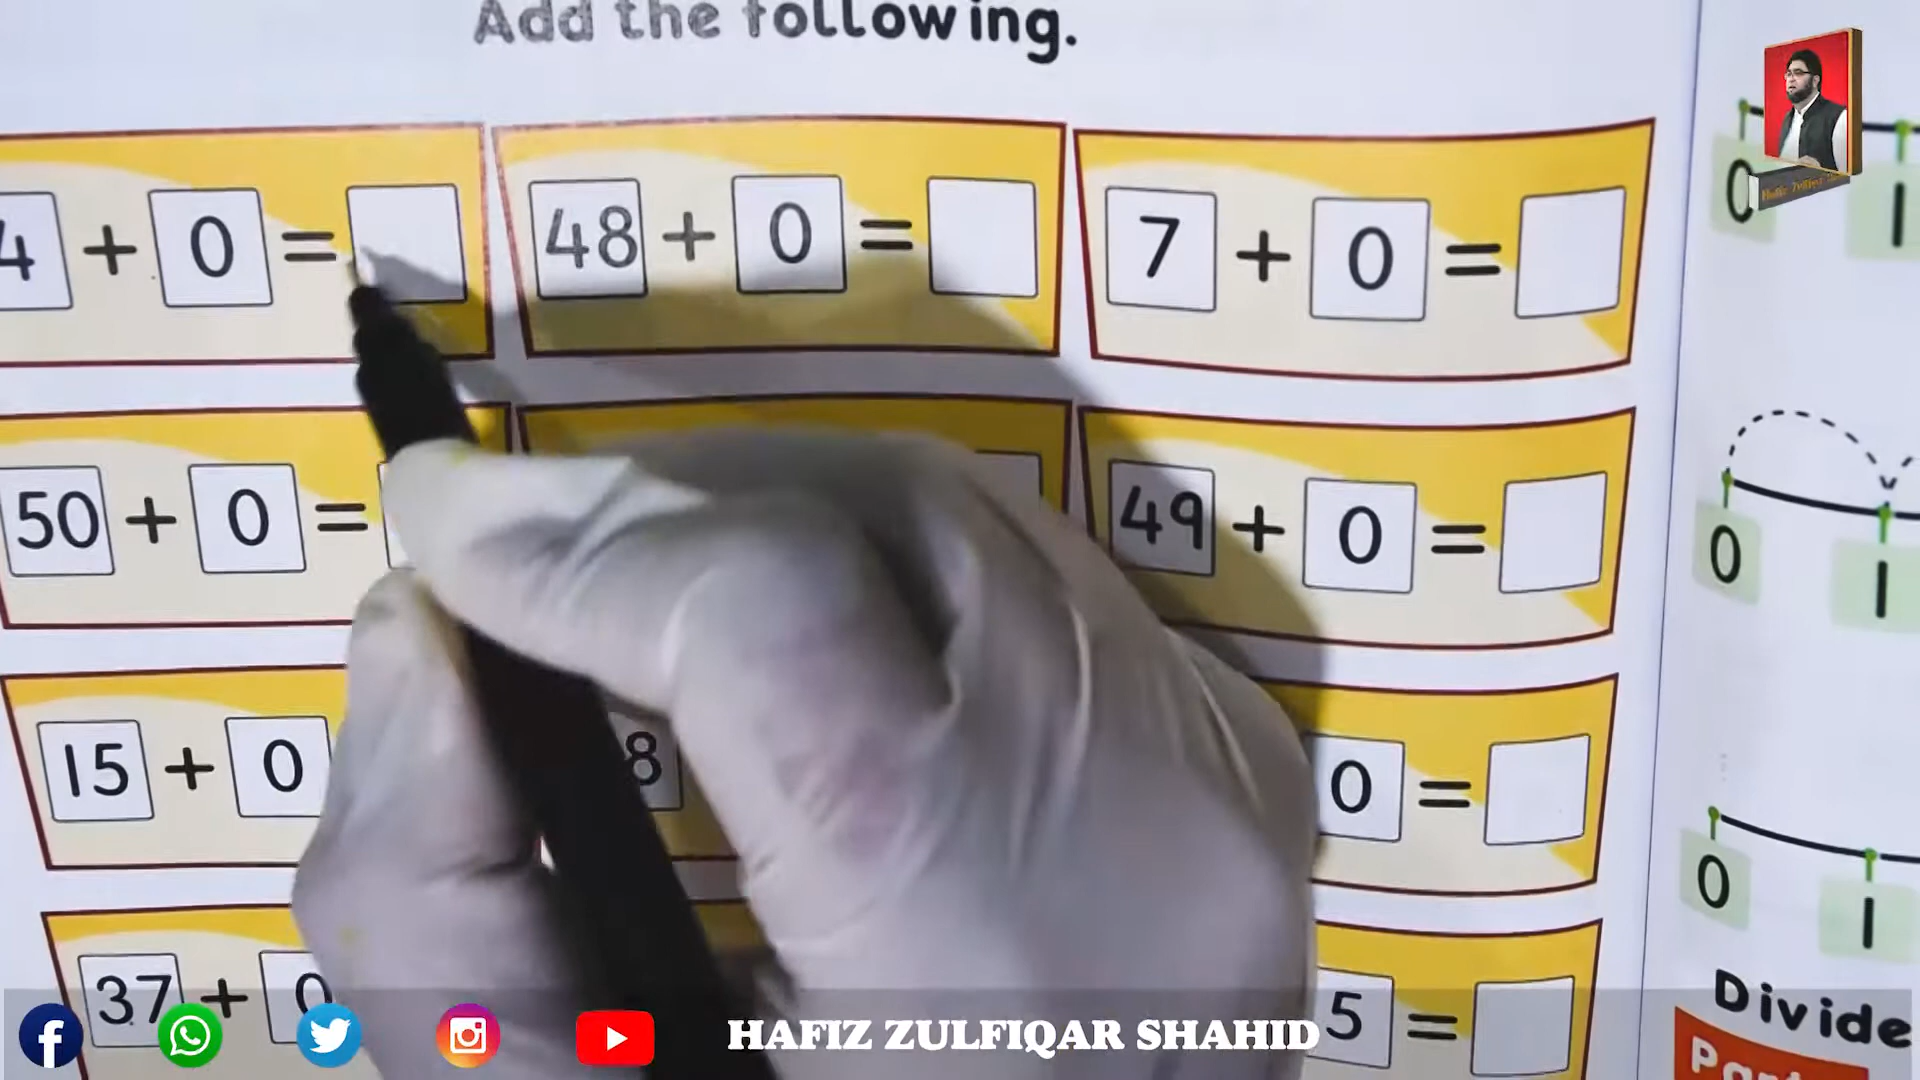 Add the following.
4 + 0 =
48 + 0 =
7 + 0 =
50 + 0 =
49 + 0 =
15 + 0
8
0 =
37 + 0
5 =
0
1
0
1
0
1
Divide
HAFIZ ZULFIQAR SHAHID